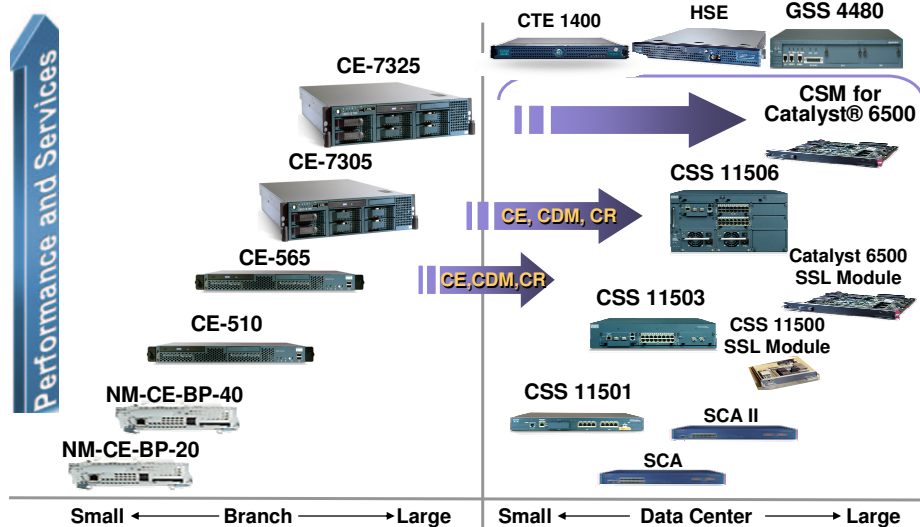 CTE 1400
HSE
GSS 4480
CE-7325
CSM for
Catalyst® 6500
CE-7305
CSS 11506
CE, CDM, CR
CE-565
Catalyst 6500
SSL Module
CE,CDM,CR
CSS 11503
CE-510
CSS 11500
SSL Module
NM-CE-BP-40
CSS 11501
SCA II
NM-CE-BP-20
SCA
Performance and Services
Small
Branch
Large
Small
Data Center
Large